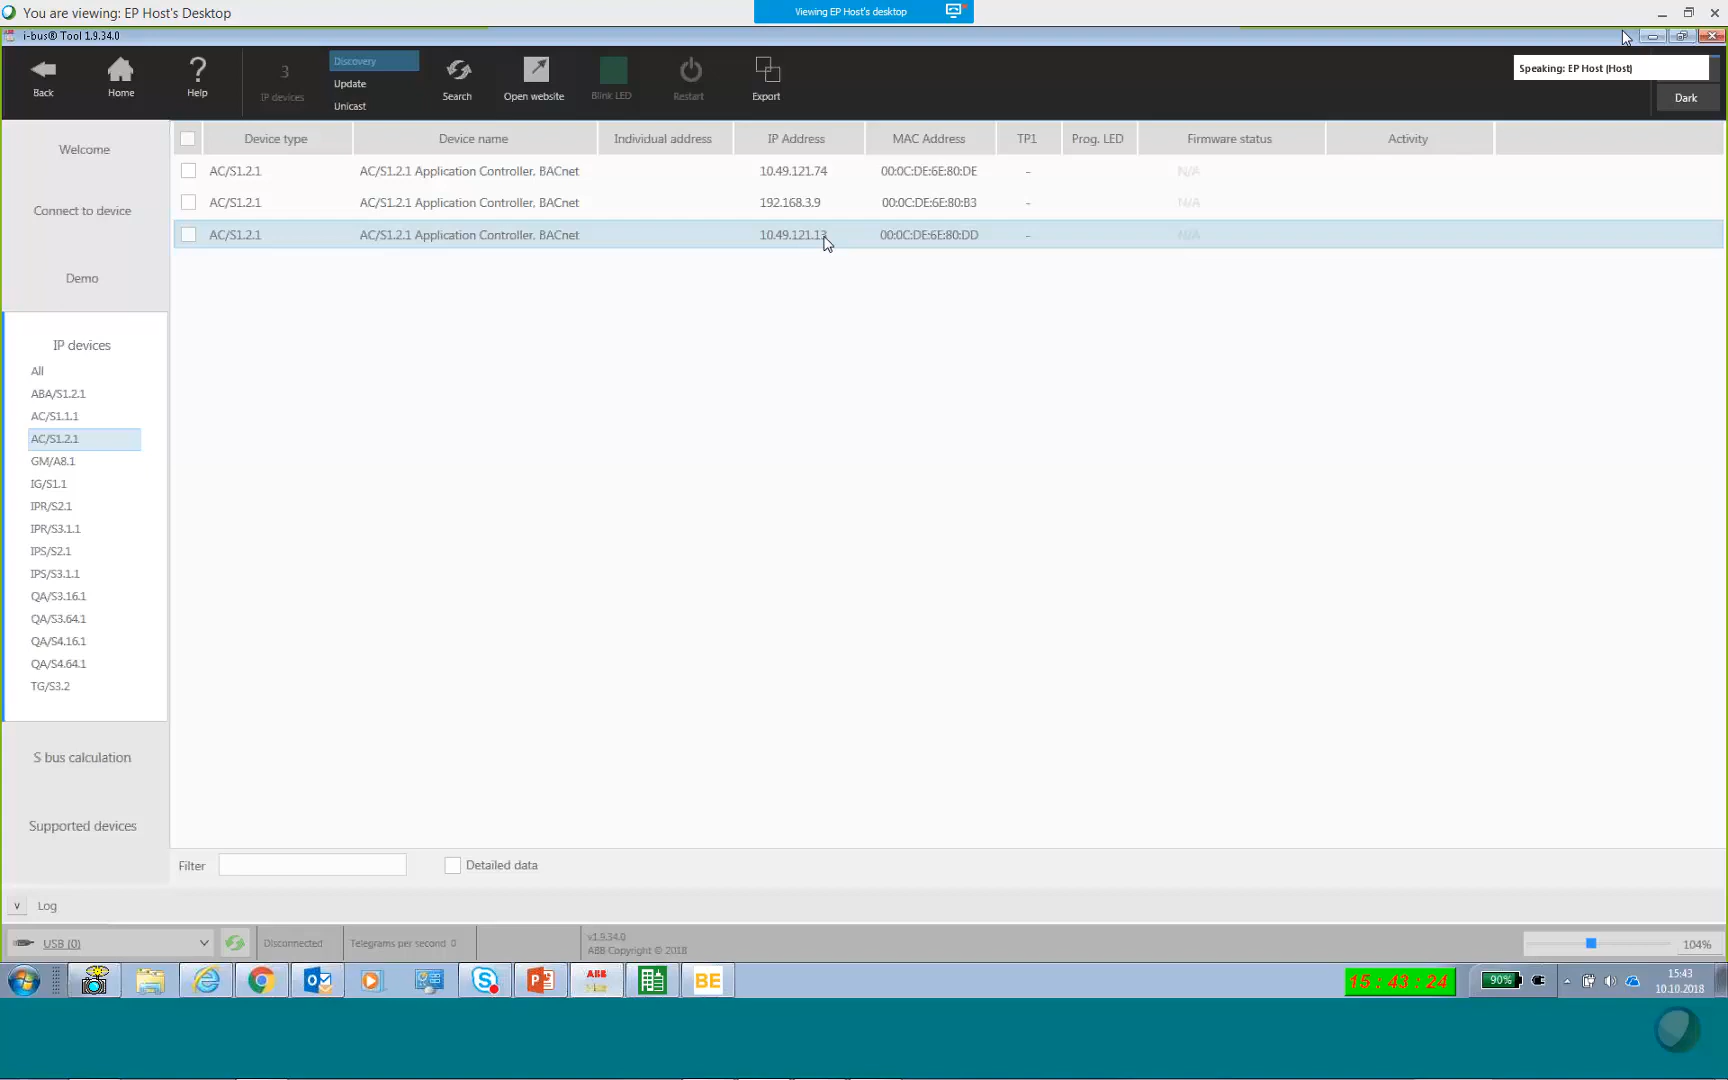 You are viewing: EP Host's Desktop
Viewing EP Host's desktop
i-bus® Tool 1.9.34.0
Back
Home
Help
3
IP devices
Discovery
Update
Unicast
Search
Open website
Blink LED
Restart
Export
Speaking: EP Host (Host)
Dark
Device type Device name Individual address IP Address MAC Address TP1 Prog. LED Firmware status Activity
AC/S1.2.1 AC/S1.2.1 Application Controller, BACnet 10.49.121.74 00:0C:DE:6E:80:DE - N/A
AC/S1.2.1 AC/S1.2.1 Application Controller, BACnet 192.168.3.9 00:0C:DE:6E:80:B3 - N/A
AC/S1.2.1 AC/S1.2.1 Application Controller, BACnet 10.49.121.13 00:0C:DE:6E:80:DD - N/A
Welcome
Connect to device
Demo
IP devices
All
ABA/S1.2.1
AC/S1.1.1
AC/S1.2.1
GM/A8.1
IG/S1.1
IPR/S2.1
IPR/S3.1.1
IPS/S2.1
IPS/S3.1.1
QA/S3.16.1
QA/S3.64.1
QA/S4.16.1
QA/S4.64.1
TG/S3.2
S bus calculation
Supported devices
Filter
Detailed data
v Log
USB (0)
Disconnected
Telegrams per second 0
v1.9.34.0
ABB Copyright © 2018
104%
ABB
BE
15:43:24
90%
15:43
10.10.2018